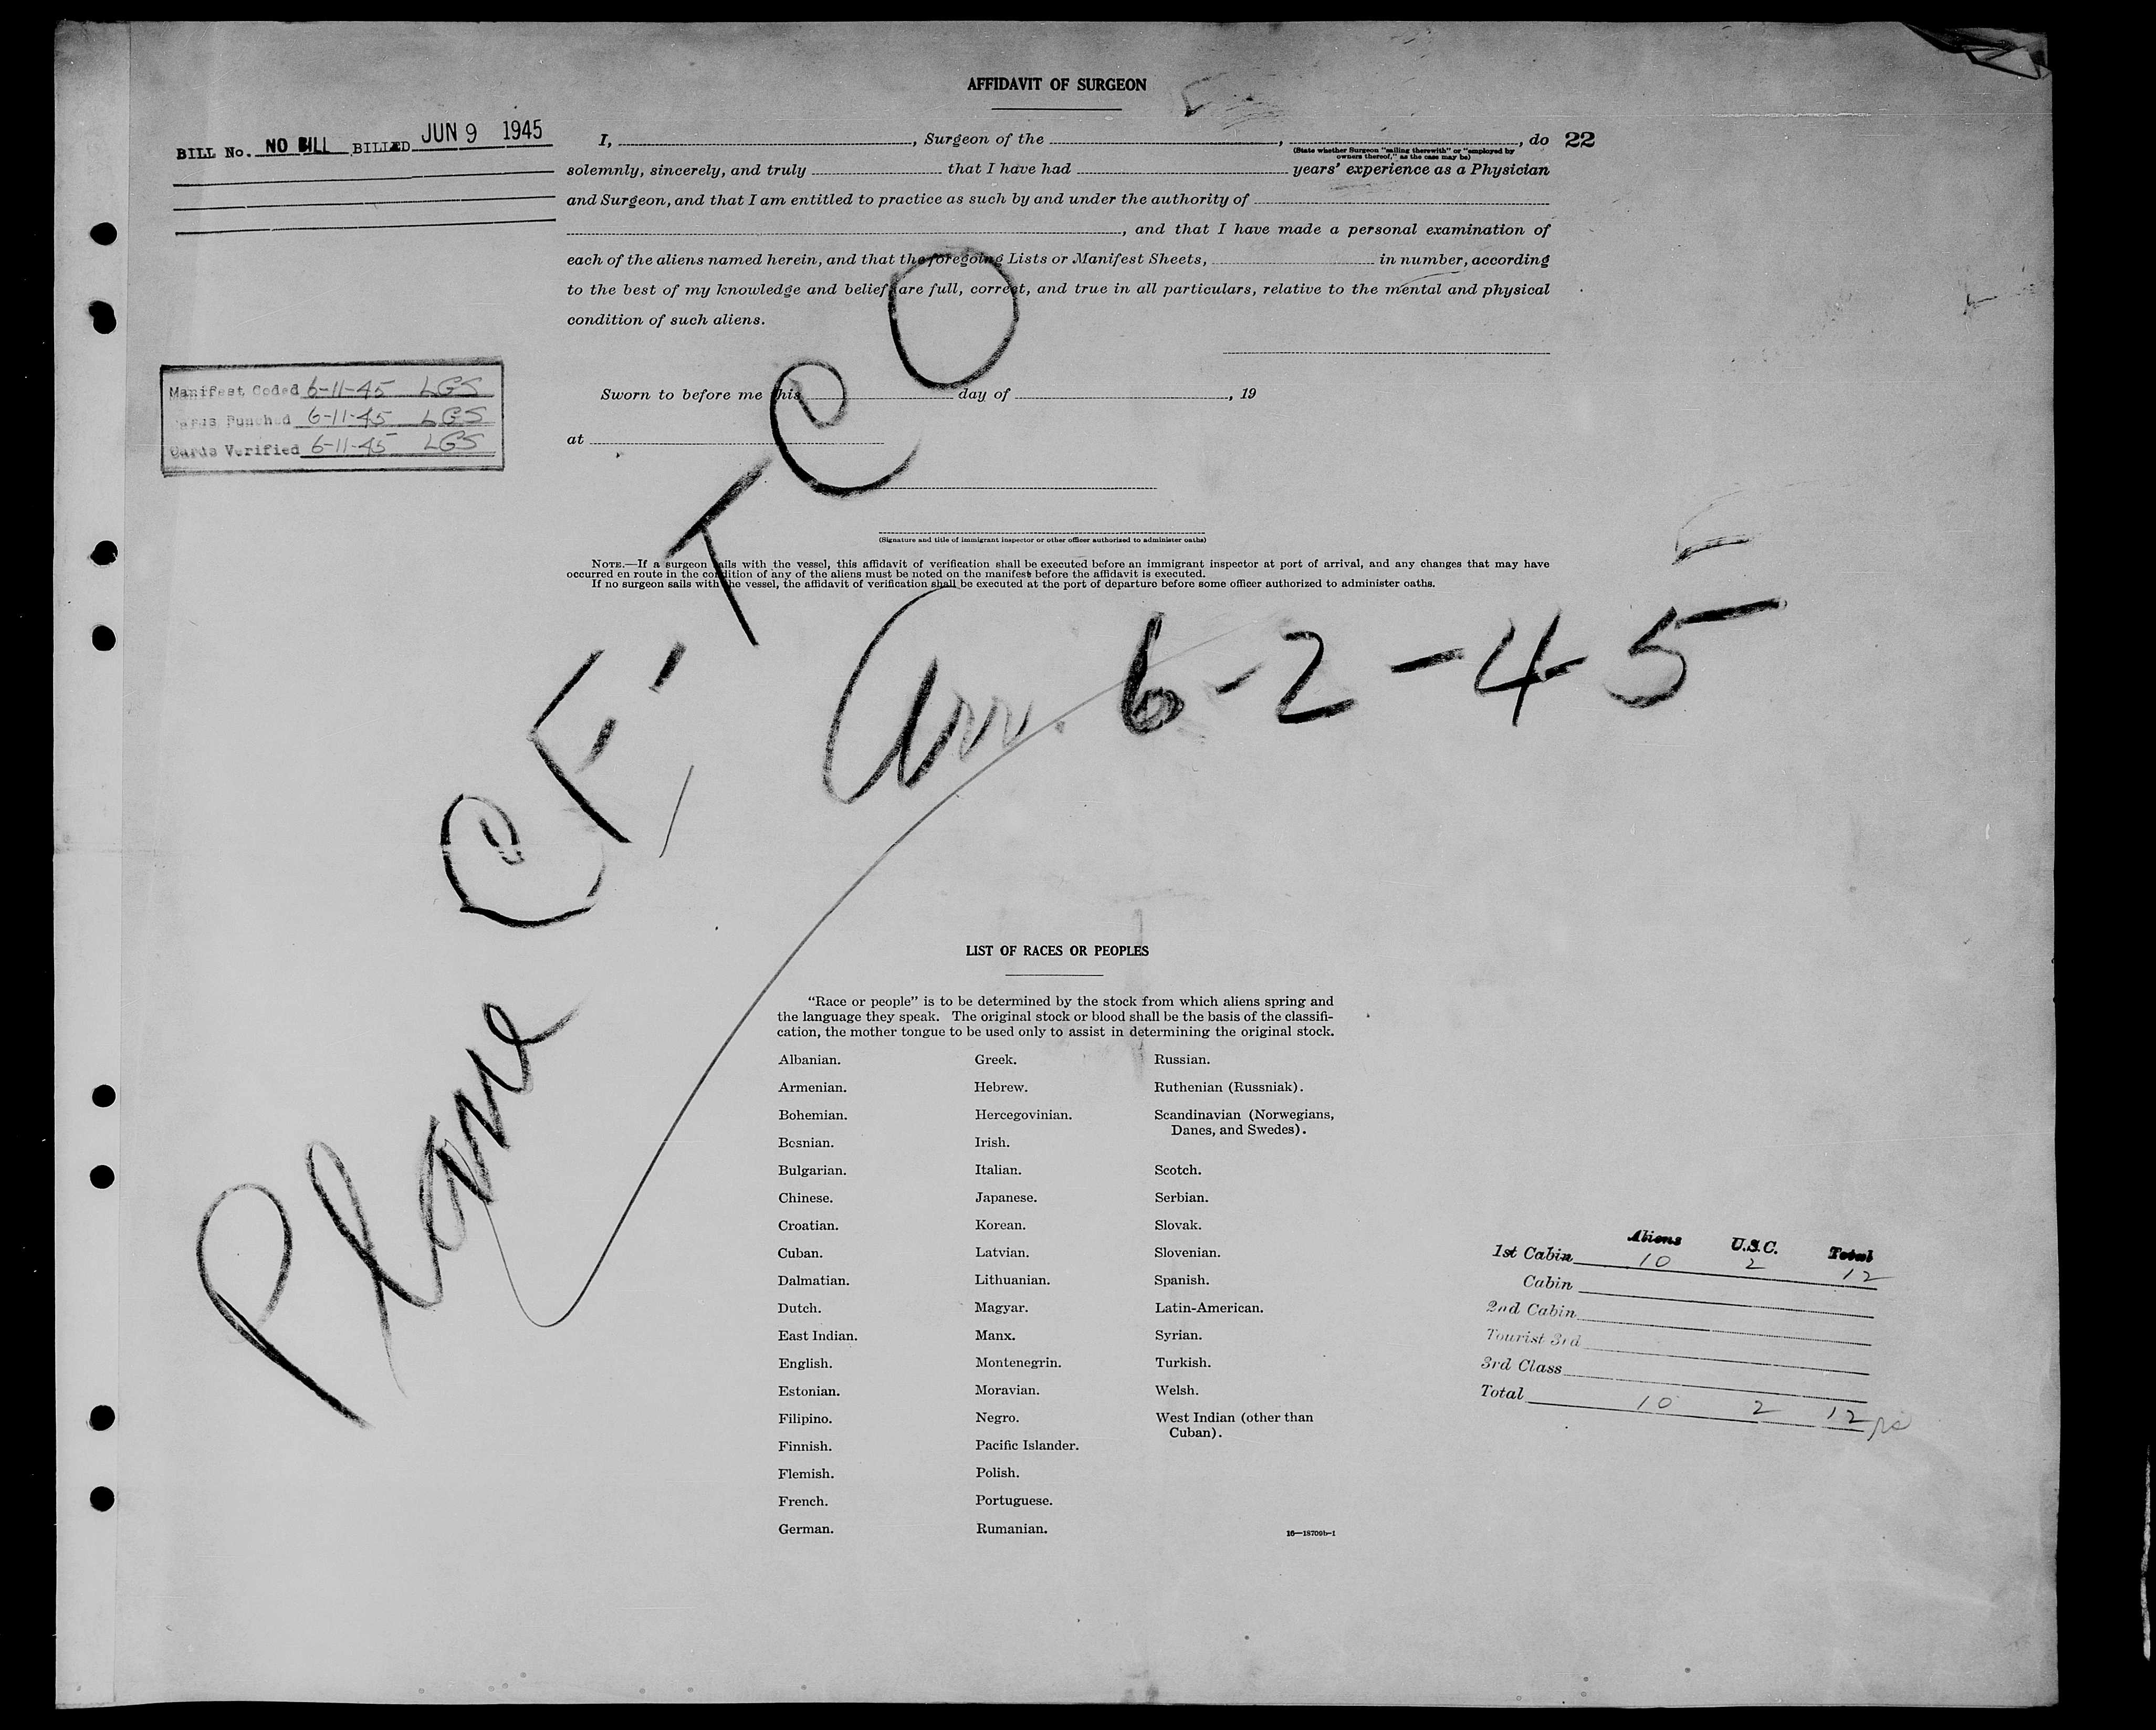 AFFIDAVIT OF SURGEON
BILL No. NO BILL BILLED JUN 9 1945
I, , Surgeon of the , , do 22
(State whether Surgeon "sailing therewith" or "employed by
owners thereof," as the case may be)
solemnly, sincerely, and truly that I have had years' experience as a Physician
and Surgeon, and that I am entitled to practice as such by and under the authority of
, and that I have made a personal examination of
each of the aliens named herein, and that the foregoing Lists or Manifest Sheets, in number, according
to the best of my knowledge and belief, are full, correct, and true in all particulars, relative to the mental and physical
condition of such aliens.
Manifest Coded 6-11-45 LGS
Cards Punched 6-11-45 LGS
Cards Verified 6-11-45 LGS
Sworn to before me this day of , 19
at
(Signature and title of immigrant inspector or other officer authorized to administer oaths)
NOTE.—If a surgeon sails with the vessel, this affidavit of verification shall be executed before an immigrant inspector at port of arrival, and any changes that may have
occurred en route in the condition of any of the aliens must be noted on the manifest before the affidavit is executed.
If no surgeon sails with the vessel, the affidavit of verification shall be executed at the port of departure before some officer authorized to administer oaths.
Plane CF-TCO
Arr. 6-2-45
LIST OF RACES OR PEOPLES
"Race or people" is to be determined by the stock from which aliens spring and
the language they speak. The original stock or blood shall be the basis of the classifi-
cation, the mother tongue to be used only to assist in determining the original stock.
Albanian.
Armenian.
Bohemian.
Bosnian.
Bulgarian.
Chinese.
Croatian.
Cuban.
Dalmatian.
Dutch.
East Indian.
English.
Estonian.
Filipino.
Finnish.
Flemish.
French.
German.
Greek.
Hebrew.
Hercegovinian.
Irish.
Italian.
Japanese.
Korean.
Latvian.
Lithuanian.
Magyar.
Manx.
Montenegrin.
Moravian.
Negro.
Pacific Islander.
Polish.
Portuguese.
Rumanian.
Russian.
Ruthenian (Russniak).
Scandinavian (Norwegians,
Danes, and Swedes).
Scotch.
Serbian.
Slovak.
Slovenian.
Spanish.
Latin-American.
Syrian.
Turkish.
Welsh.
West Indian (other than
Cuban).
16—18709b-1
Aliens U.S.C. Total
1st Cabin 10 2 12
Cabin
2nd Cabin
Tourist 3rd
3rd Class
Total 10 2 12